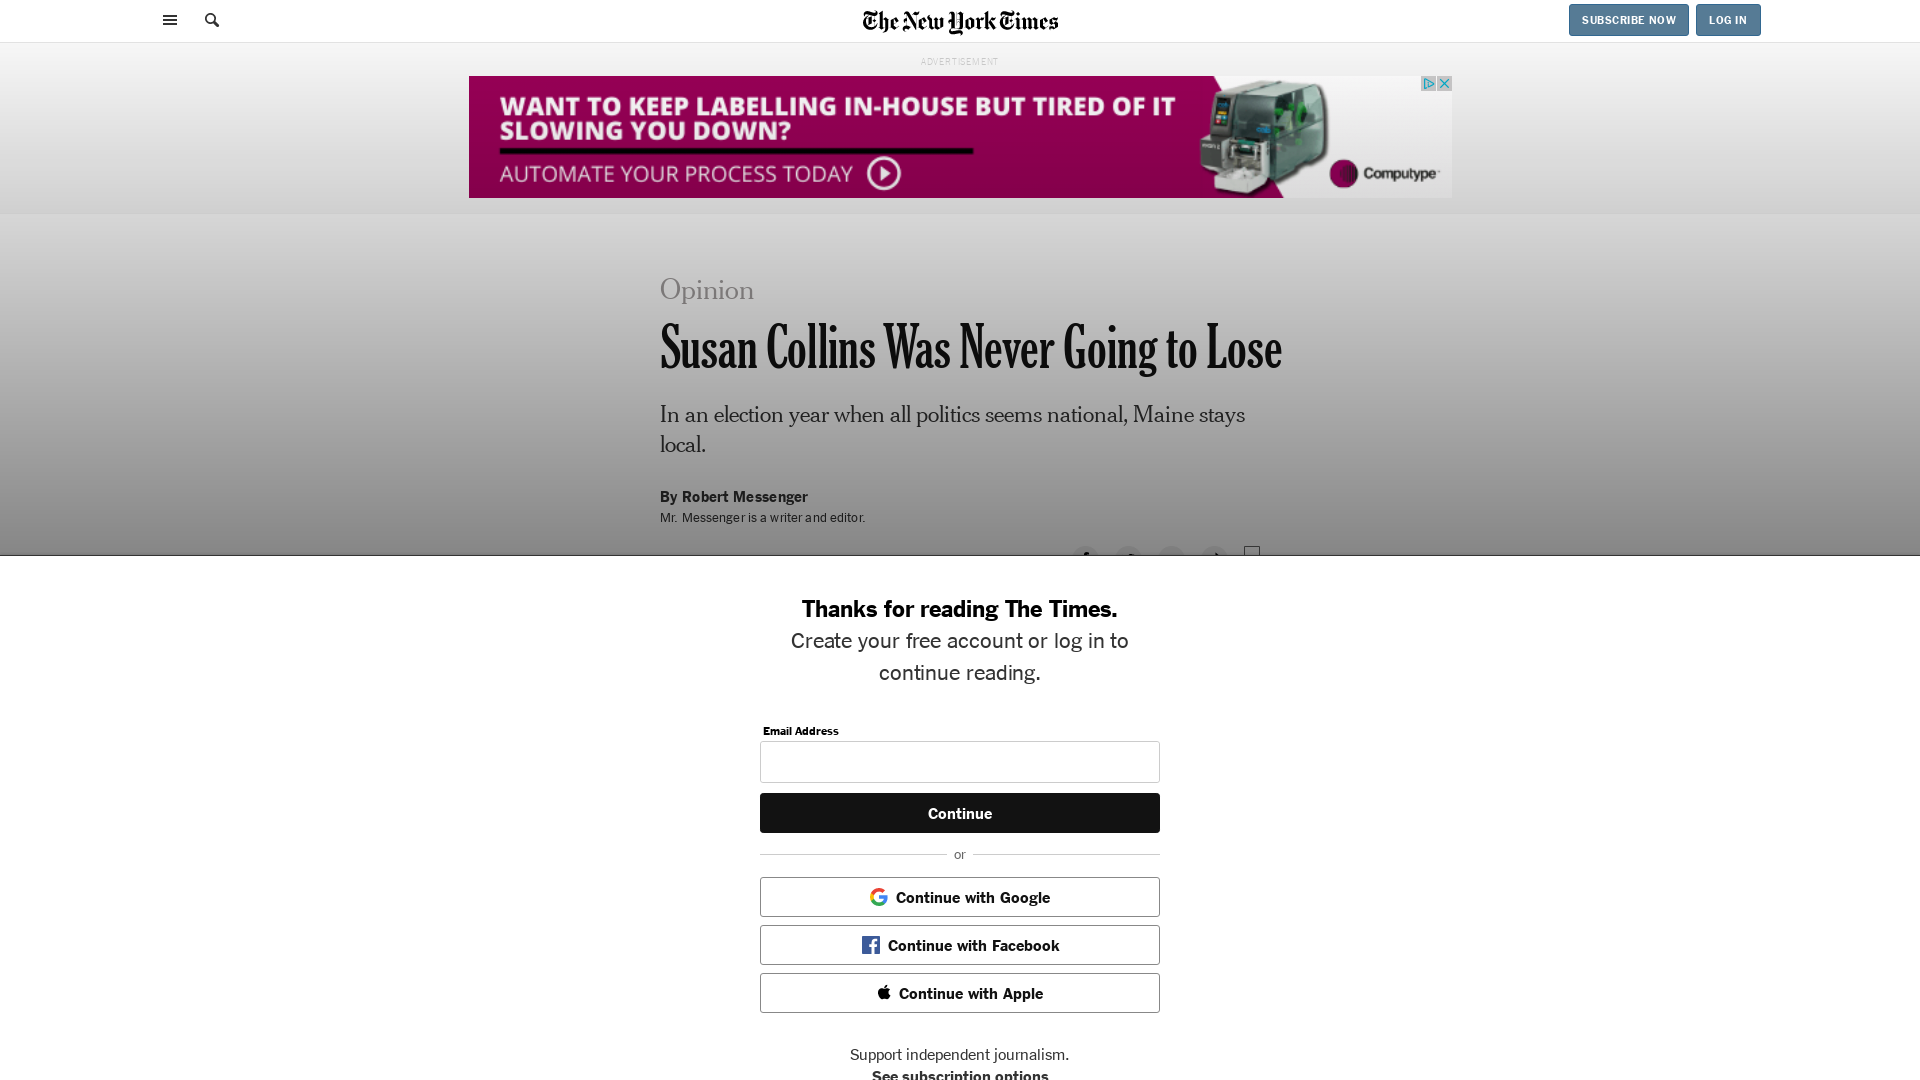 The New York Times
SUBSCRIBE NOW
LOG IN
ADVERTISEMENT
WANT TO KEEP LABELLING IN-HOUSE BUT TIRED OF IT
SLOWING YOU DOWN?
AUTOMATE YOUR PROCESS TODAY
Computype
Opinion
Susan Collins Was Never Going to Lose
In an election year when all politics seems national, Maine stays
local.
By Robert Messenger
Mr. Messenger is a writer and editor.
Thanks for reading The Times.
Create your free account or log in to
continue reading.
Email Address
Continue
or
Continue with Google
Continue with Facebook
Continue with Apple
Support independent journalism.
See subscription options